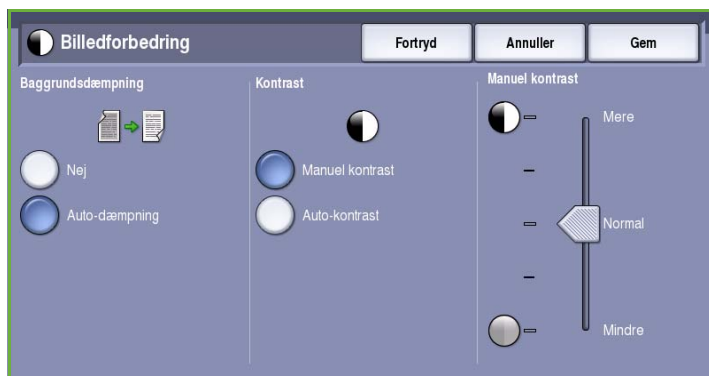 Billedforbedring
Fortryd
Annuller
Gem
Baggrundsdæmpning
Nej
Auto-dæmpning
Kontrast
Manuel kontrast
Auto-kontrast
Manuel kontrast
Mere
Normal
Mindre